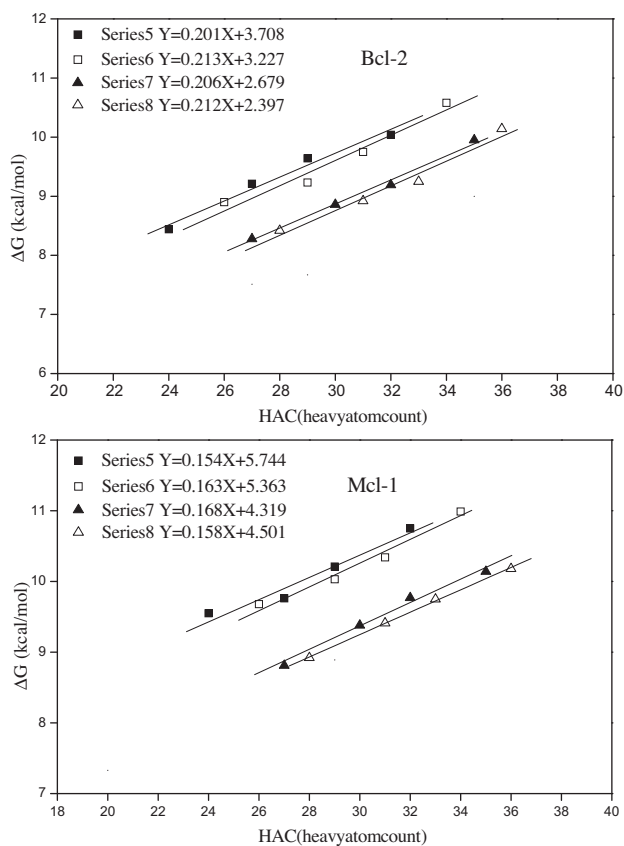 12
Series5 Y=0.201X+3.708
Series6 Y=0.213X+3.227
Series7 Y=0.206X+2.679
Series8 Y=0.212X+2.397
Bcl-2
11
10
9
8
7
6
ΔG (kcal/mol)
20 22 24 26 28 30 32 34 36 38 40
HAC(heavyatomcount)
12
Series5 Y=0.154X+5.744
Series6 Y=0.163X+5.363
Series7 Y=0.168X+4.319
Series8 Y=0.158X+4.501
Mcl-1
11
10
9
8
7
ΔG (kcal/mol)
18 20 22 24 26 28 30 32 34 36 38 40
HAC(heavyatomcount)